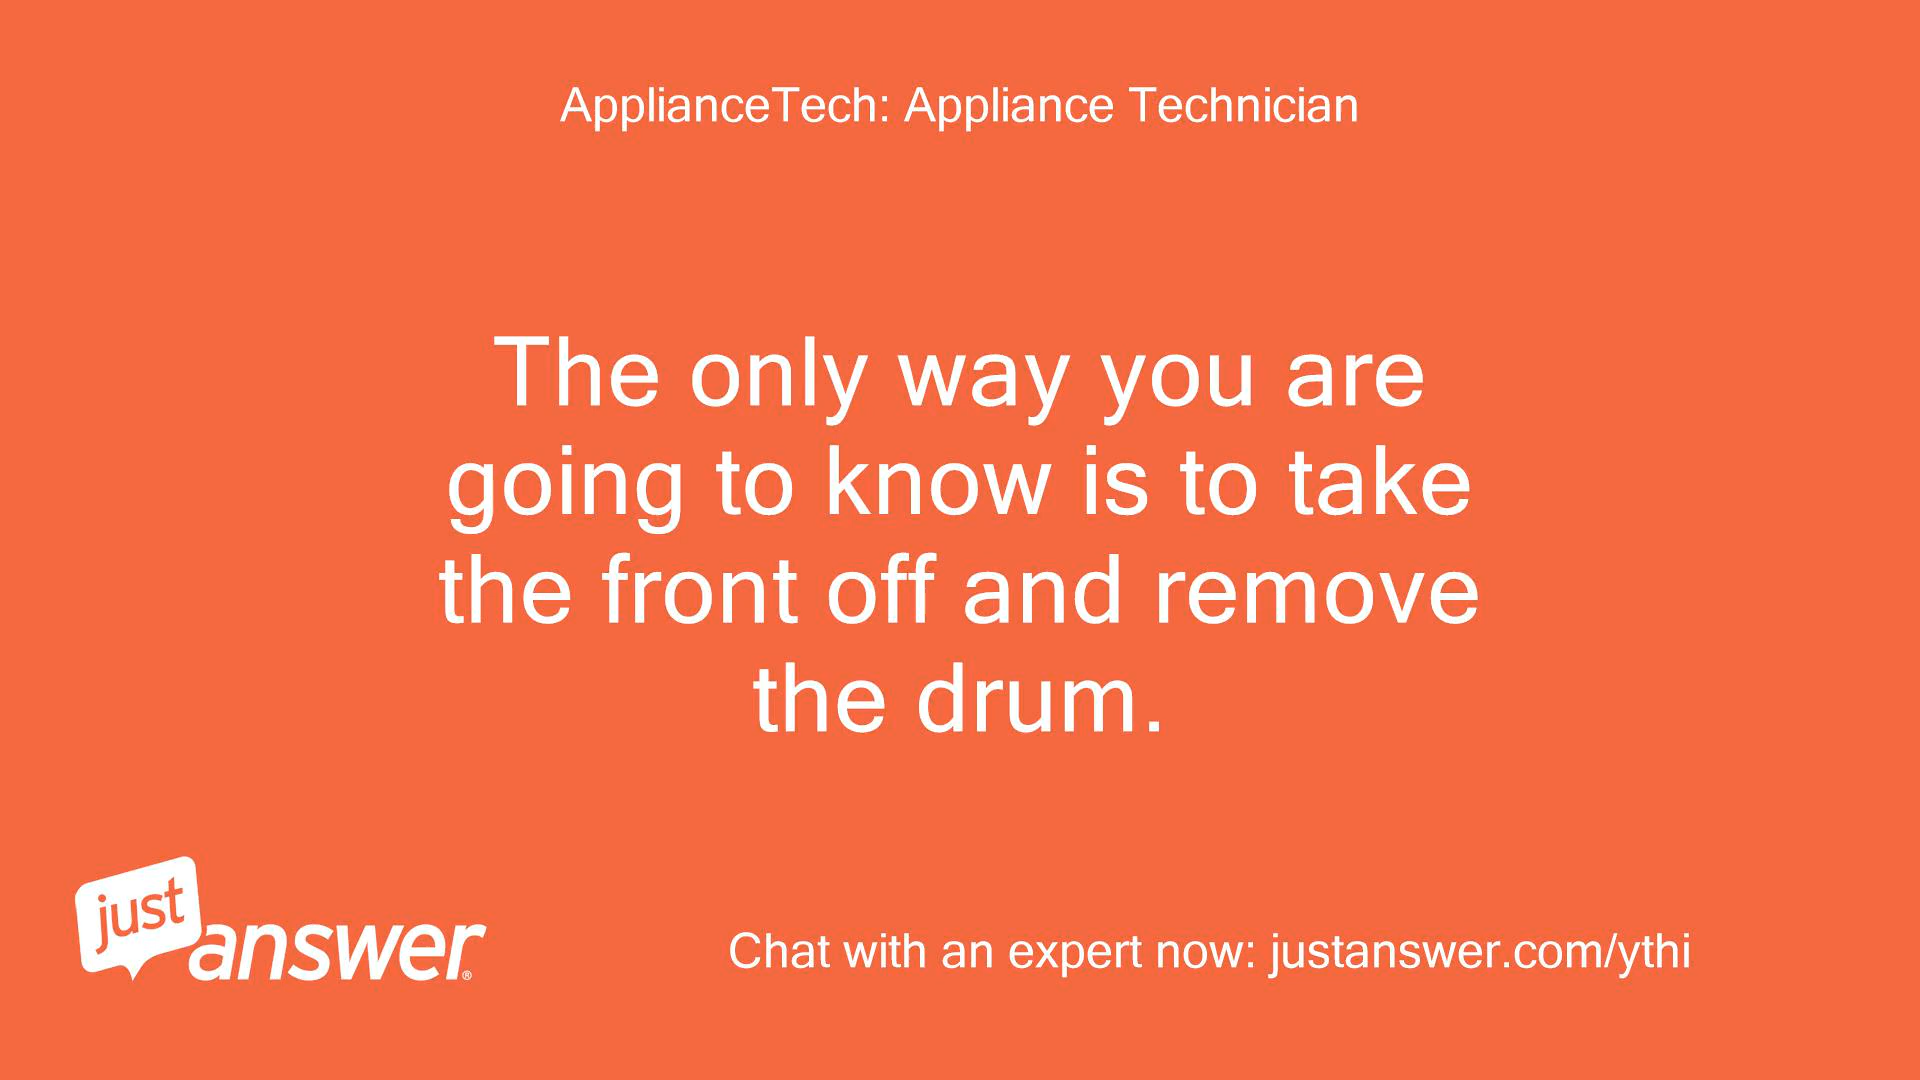 ApplianceTech: Appliance Technician
The only way you are
going to know is to take
the front off and remove
the drum.
just
answer®
Chat with an expert now: justanswer.com/ythi